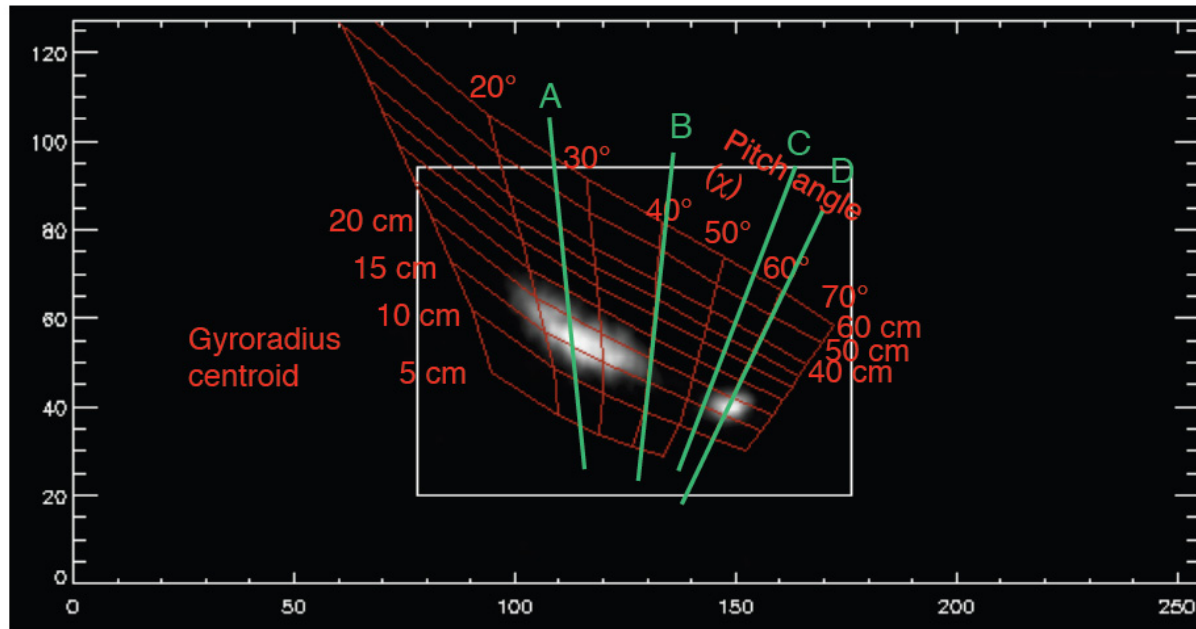 120
100
80
60
40
20
0
0
50
100
150
200
250
20°
30°
40°
50°
60°
70°
A
B
C
D
Pitch angle
(χ)
20 cm
15 cm
10 cm
5 cm
60 cm
50 cm
40 cm
Gyroradius
centroid